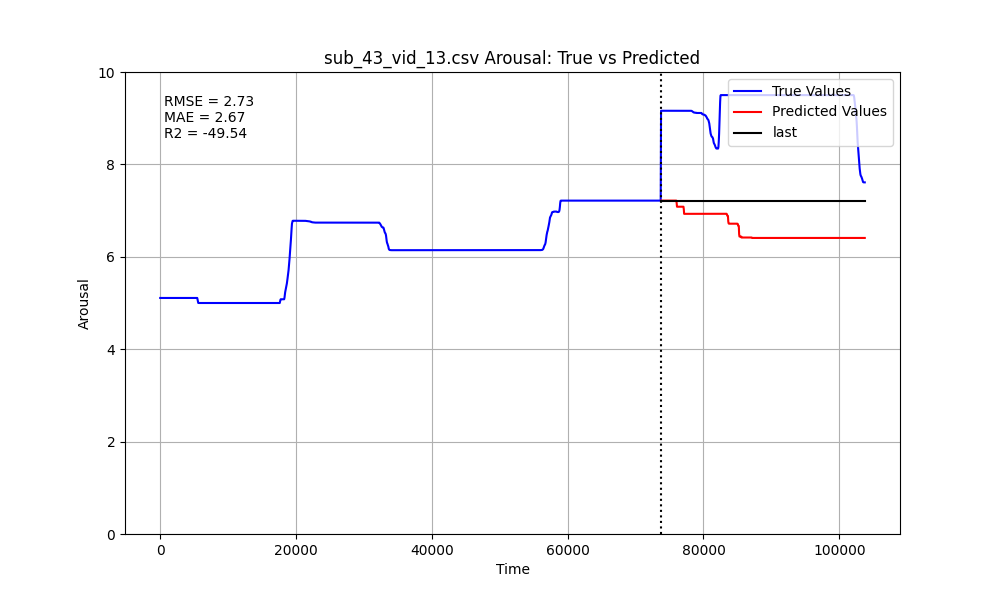 sub_43_vid_13.csv Arousal: True vs Predicted
RMSE = 2.73
MAE = 2.67
R2 = -49.54
True Values
Predicted Values
last
Arousal
10
8
6
4
2
0
0 20000 40000 60000 80000 100000
Time